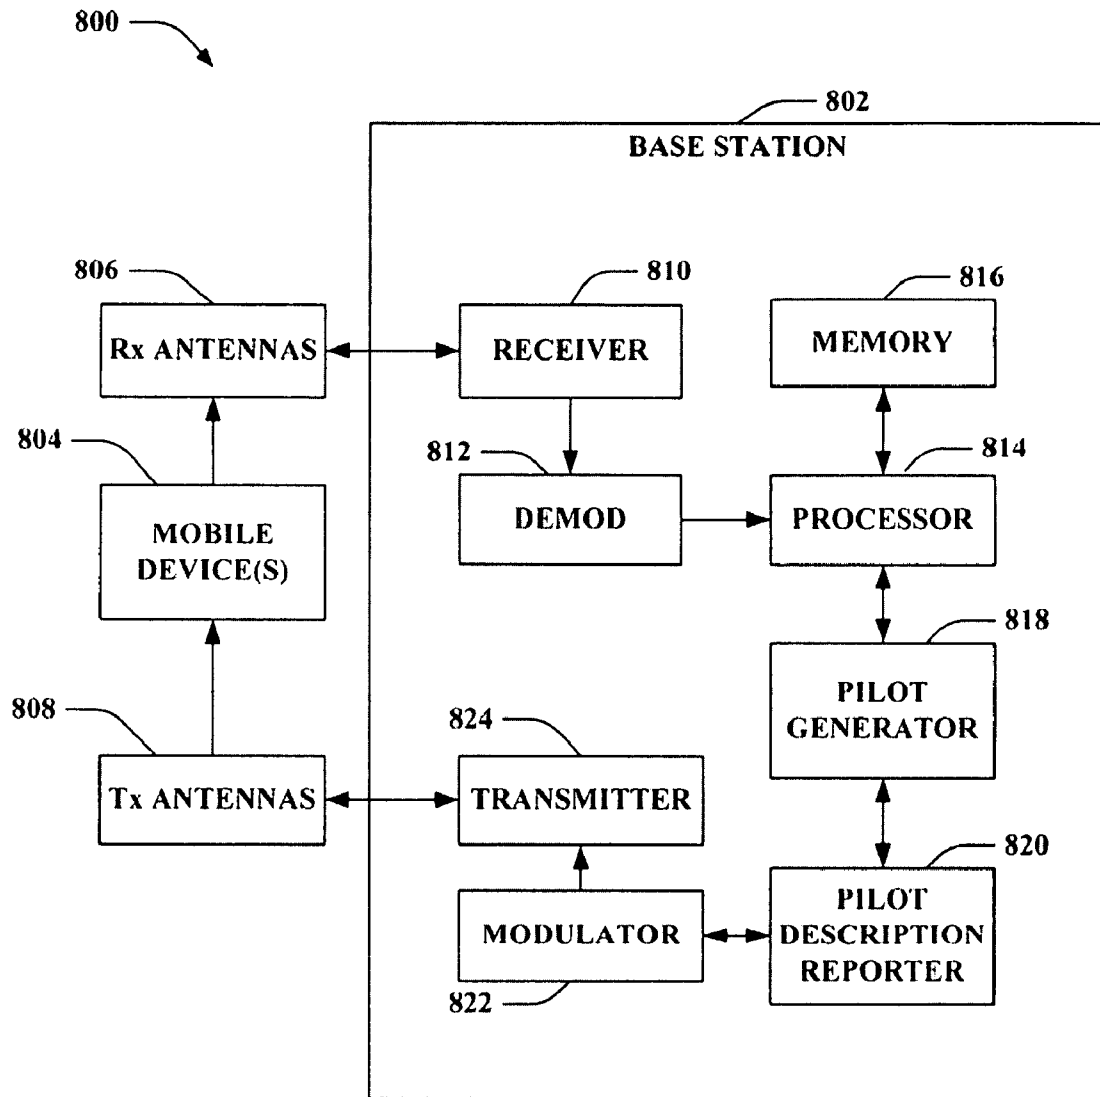 800
802
BASE STATION
806
810
816
Rx ANTENNAS
RECEIVER
MEMORY
804
812
814
MOBILE
DEVICE(S)
DEMOD
PROCESSOR
818
PILOT
GENERATOR
808
824
Tx ANTENNAS
TRANSMITTER
820
MODULATOR
PILOT
DESCRIPTION
REPORTER
822